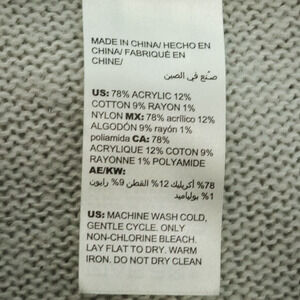 MADE IN CHINA/ HECHO EN
CHINA/ FABRIQUÉ EN
CHINE/
صنع في الصين
US: 78% ACRYLIC 12%
COTTON 9% RAYON 1%
NYLON MX: 78% acrílico 12%
ALGODÓN 9% rayón 1%
poliamida CA: 78%
ACRYLIQUE 12% COTON 9%
RAYONNE 1% POLYAMIDE
AE/KW:
78% أكريليك 12% القطن 9% رايون
1% بولياميد
US: MACHINE WASH COLD,
GENTLE CYCLE. ONLY
NON-CHLORINE BLEACH.
LAY FLAT TO DRY. WARM
IRON. DO NOT DRY CLEAN